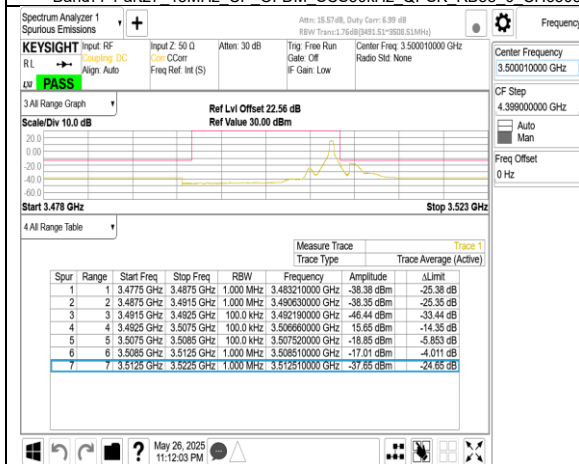 Spectrum Analyzer 1
Spurious Emissions
Attn: 15.57dB, Duty Corr: 6.99 dB
RBW Trans:1.76dB(3491.51~3508.51MHz)
Frequency
KEYSIGHT
Input: RF
Coupling: DC
Align: Auto
Input Z: 50 Ω
Corr CCorr
Freq Ref: Int (S)
Atten: 30 dB
Trig: Free Run
Gate: Off
IF Gain: Low
Center Freq: 3.500010000 GHz
Radio Std: None
RL
LXI
PASS
Center Frequency
3.500010000 GHz
CF Step
4.399000000 GHz
Auto
Man
Freq Offset
0 Hz
3 All Range Graph
Scale/Div 10.0 dB
Ref Lvl Offset 22.56 dB
Ref Value 30.00 dBm
20.0
0.00
-20.0
-40.0
-60.0
Start 3.478 GHz
Stop 3.523 GHz
4 All Range Table
Measure Trace Trace 1
Trace Type Trace Average (Active)
Spur Range Start Freq Stop Freq RBW Frequency Amplitude ΔLimit
1 1 3.4775 GHz 3.4875 GHz 1.000 MHz 3.483210000 GHz -38.38 dBm -25.38 dB
2 2 3.4875 GHz 3.4915 GHz 1.000 MHz 3.490630000 GHz -38.35 dBm -25.35 dB
3 3 3.4915 GHz 3.4925 GHz 100.0 kHz 3.492190000 GHz -46.44 dBm -33.44 dB
4 4 3.4925 GHz 3.5075 GHz 100.0 kHz 3.506660000 GHz 15.65 dBm -14.35 dB
5 5 3.5075 GHz 3.5085 GHz 100.0 kHz 3.507520000 GHz -18.85 dBm -5.853 dB
6 6 3.5085 GHz 3.5125 GHz 1.000 MHz 3.508510000 GHz -17.01 dBm -4.011 dB
7 7 3.5125 GHz 3.5225 GHz 1.000 MHz 3.512510000 GHz -37.65 dBm -24.65 dB
May 26, 2025
11:12:03 PM